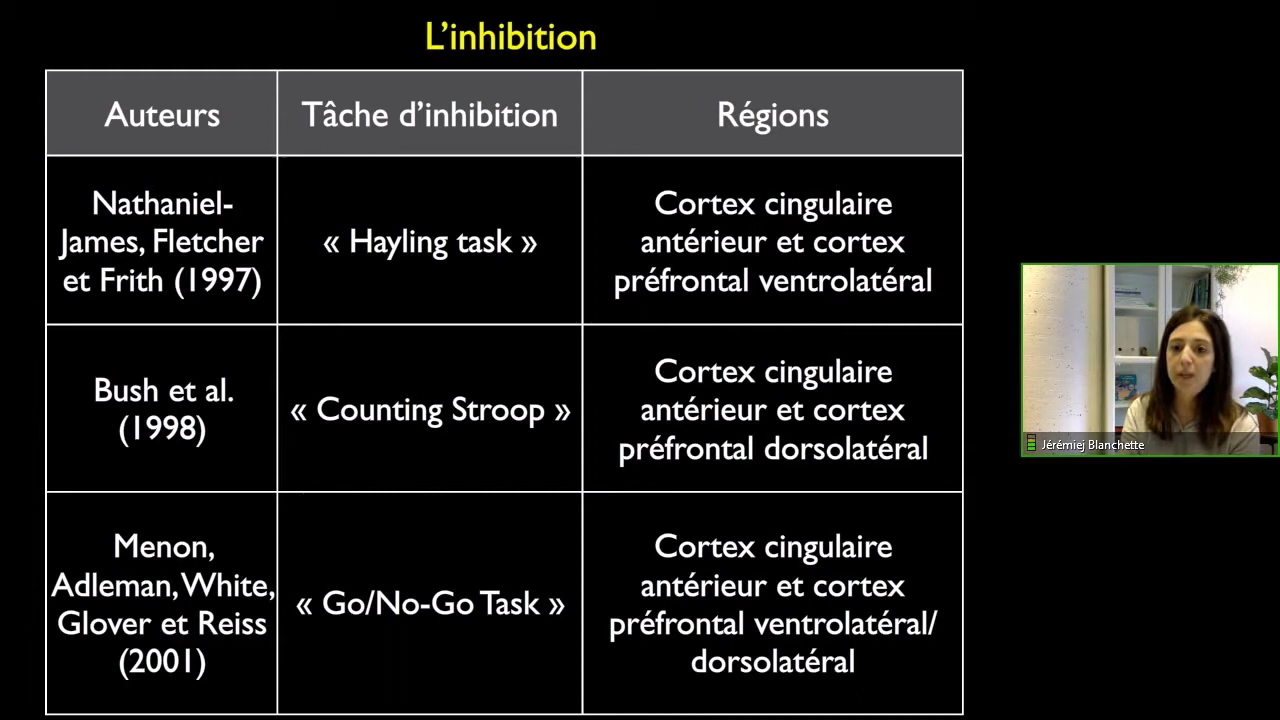 L’inhibition
Auteurs
Tâche d’inhibition
Régions
Nathaniel-
James, Fletcher
et Frith (1997)
« Hayling task »
Cortex cingulaire
antérieur et cortex
préfrontal ventrolatéral
Bush et al.
(1998)
« Counting Stroop »
Cortex cingulaire
antérieur et cortex
préfrontal dorsolatéral
Menon,
Adleman, White,
Glover et Reiss
(2001)
« Go/No-Go Task »
Cortex cingulaire
antérieur et cortex
préfrontal ventrolatéral/
dorsolatéral
Jérémiej Blanchette